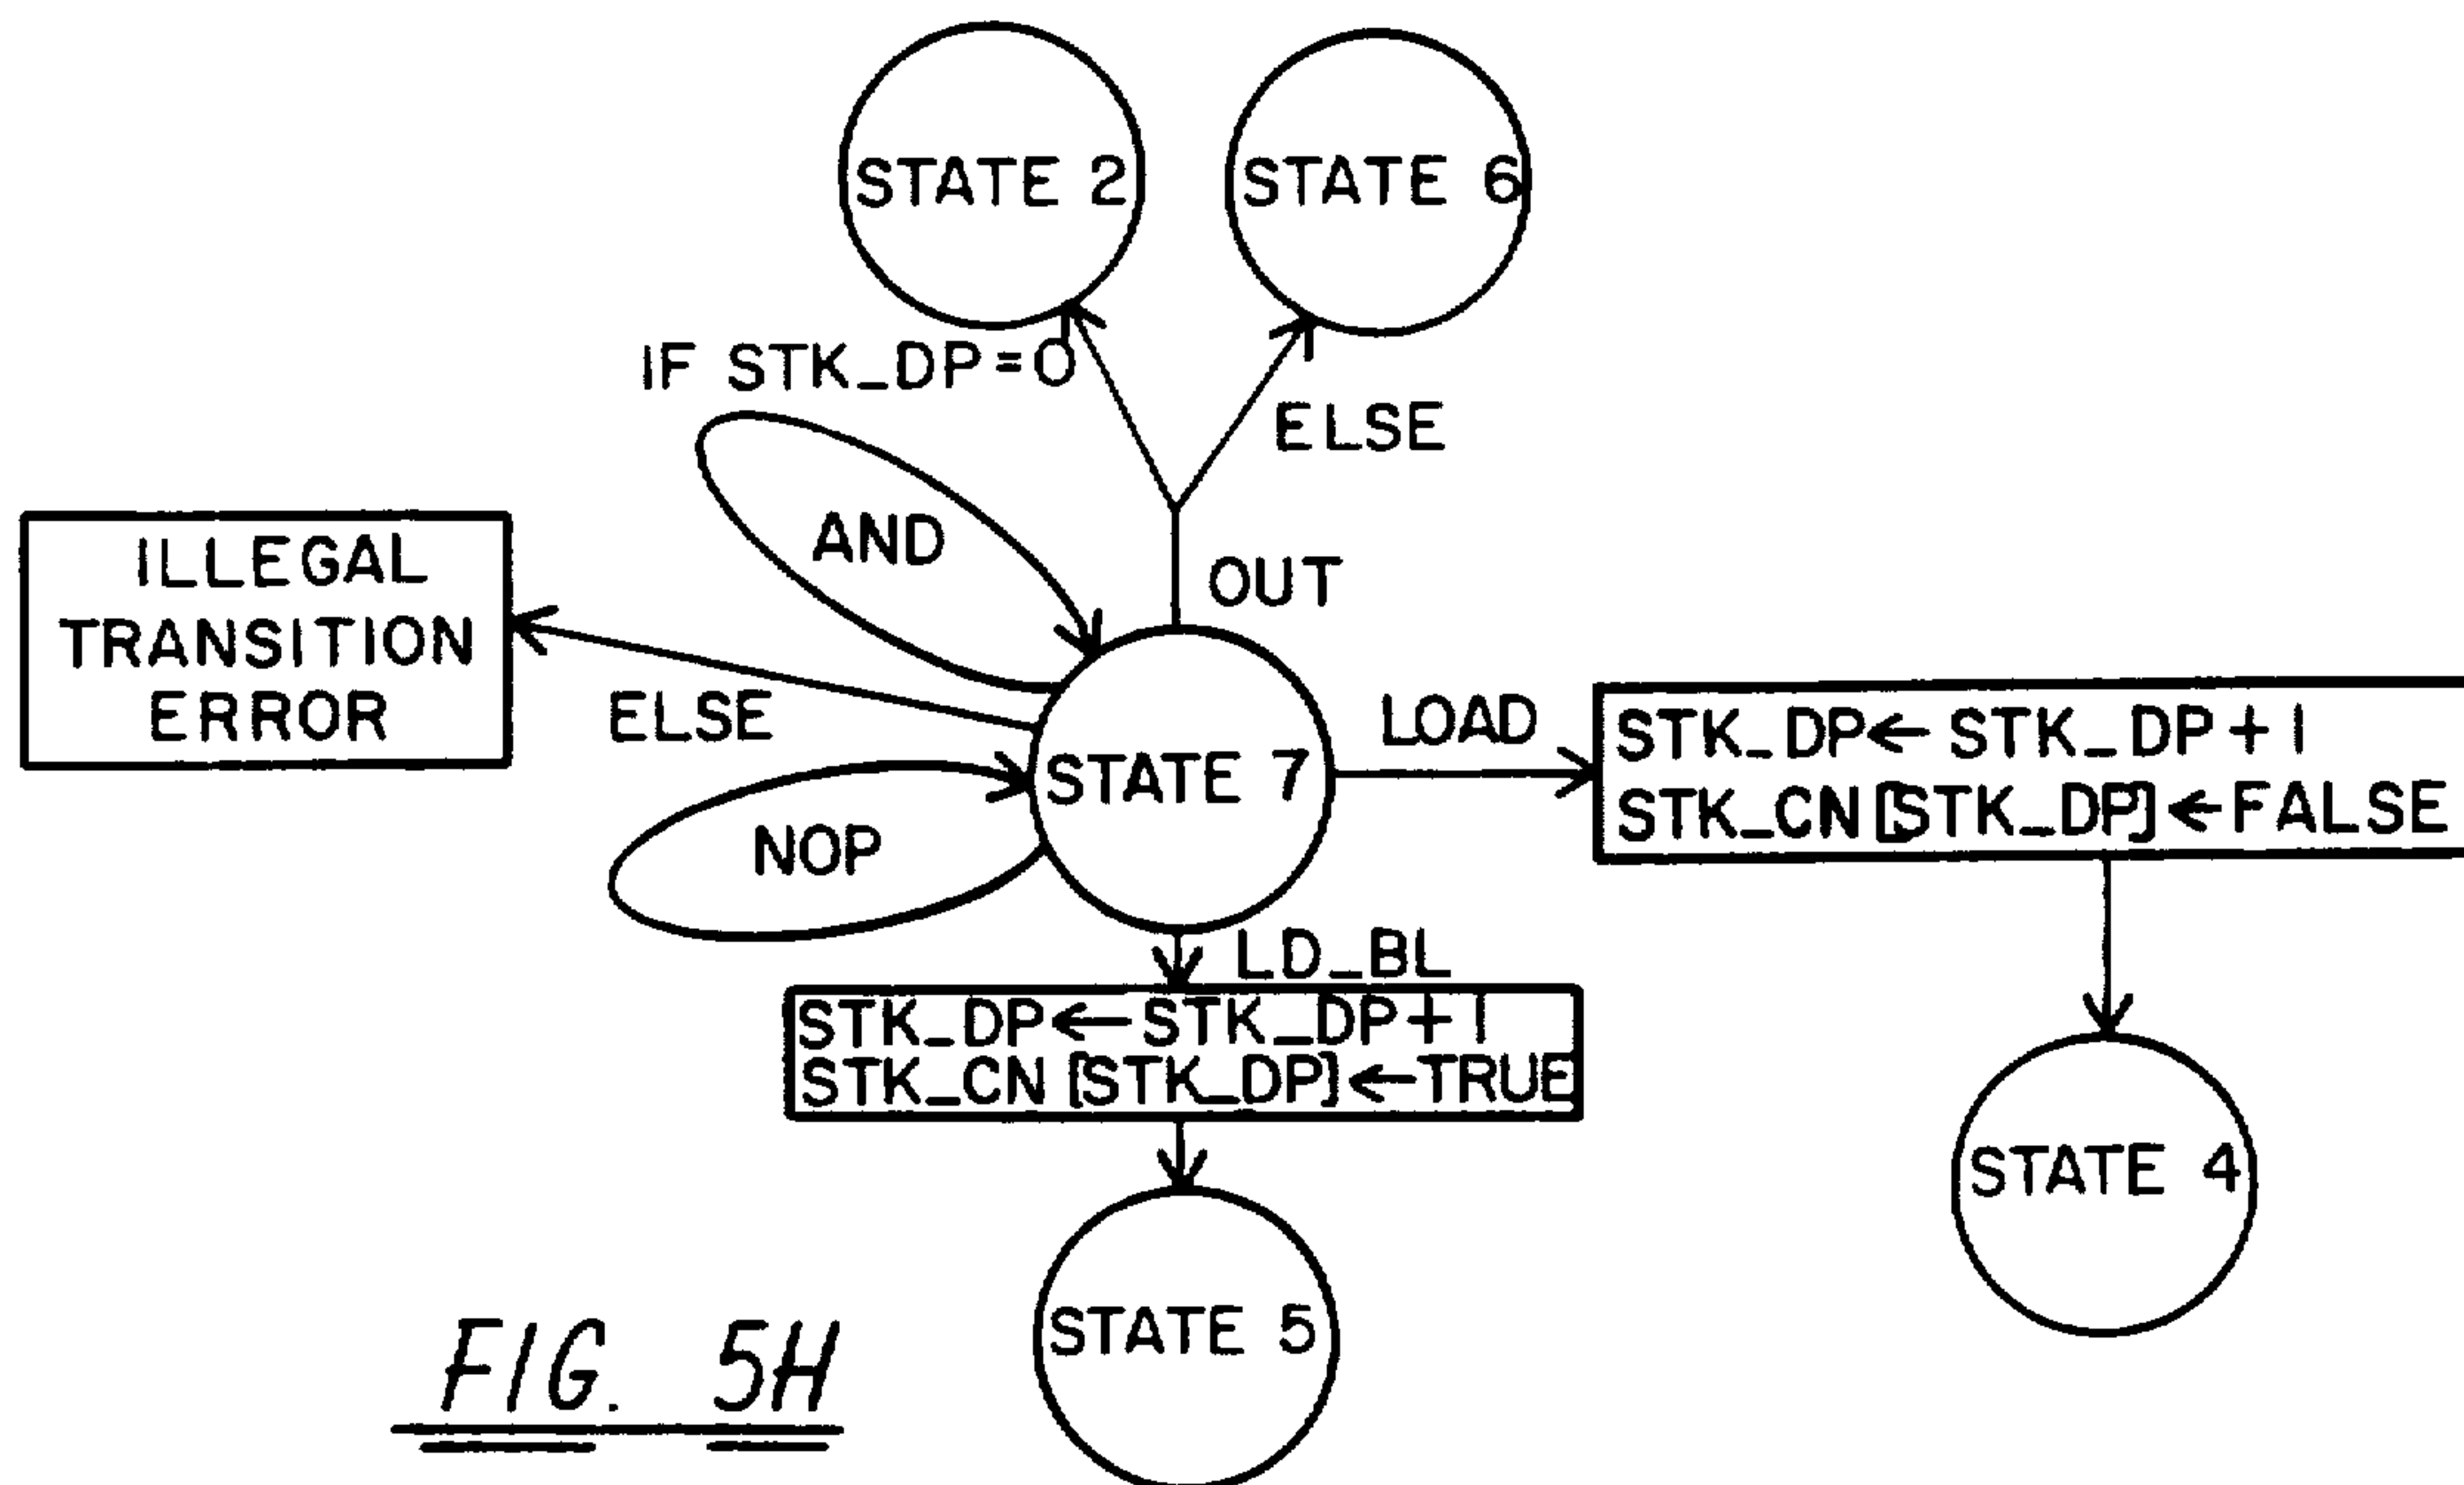 STATE 2
STATE 6
IF STK_DP=0
ELSE
AND
OUT
ILLEGAL
TRANSITION
ERROR
ELSE
LOAD
STATE 7
STK_DP← STK_DP+1
STK_CN[STK_DP]←FALSE
NOP
LD_BL
STK_DP←STK_DP+1
STK_CN[STK_DP]←TRUE
STATE 4
STATE 5
FIG. 5H